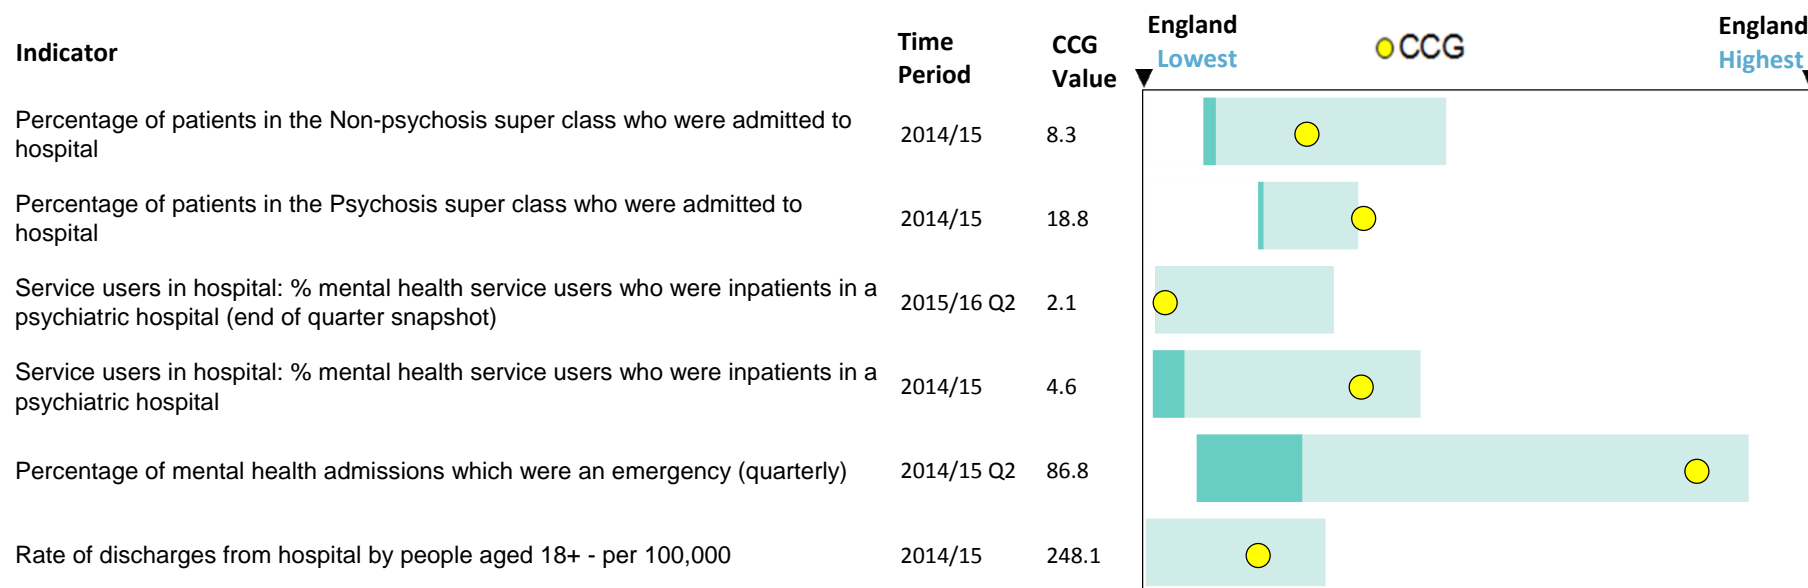 England
England
CCG
Indicator
Time
Period
CCG
Value
Lowest
Highest
Percentage of patients in the Non-psychosis super class who were admitted to
hospital
2014/15
8.3
Percentage of patients in the Psychosis super class who were admitted to
hospital
2014/15
18.8
Service users in hospital: % mental health service users who were inpatients in a
psychiatric hospital (end of quarter snapshot)
2015/16 Q2
2.1
Service users in hospital: % mental health service users who were inpatients in a
psychiatric hospital
2014/15
4.6
Percentage of mental health admissions which were an emergency (quarterly)
2014/15 Q2
86.8
Rate of discharges from hospital by people aged 18+ - per 100,000
2014/15
248.1